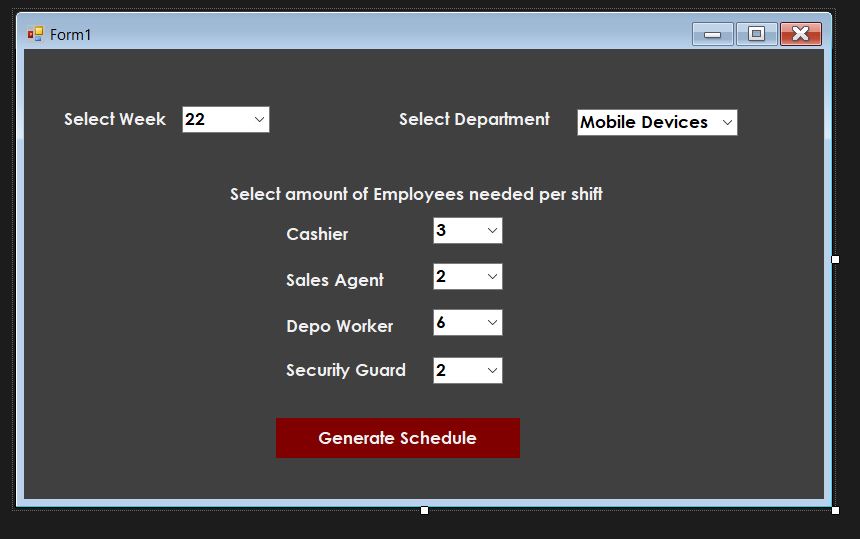 Form1
Select Week 22 Select Department Mobile Devices
Select amount of Employees needed per shift
Cashier 3
Sales Agent 2
Depo Worker 6
Security Guard 2
Generate Schedule